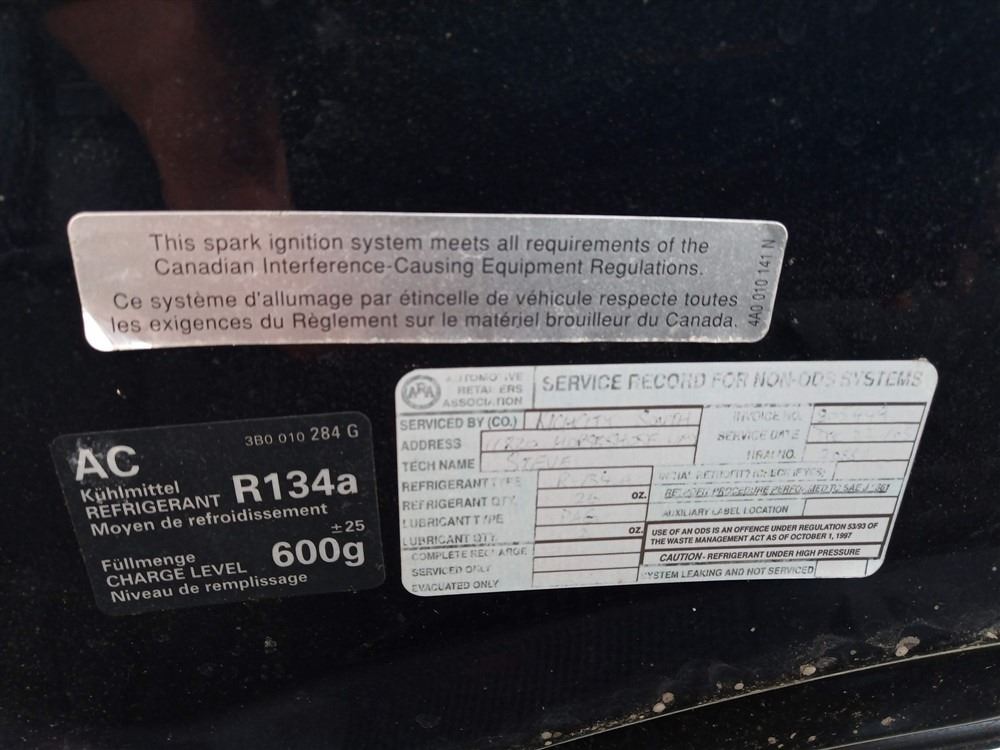 This spark ignition system meets all requirements of the
Canadian Interference-Causing Equipment Regulations.
Ce système d'allumage par étincelle de véhicule respecte toutes
les exigences du Règlement sur le matériel brouilleur du Canada.
4A0 010 141 N
3B0 010 284 G
AC
Kühlmittel
REFRIGERANT R134a
Moyen de refroidissement
±25
Füllmenge
CHARGE LEVEL 600g
Niveau de remplissage
ARA
AUTOMOTIVE
RETAILERS
ASSOCIATION
SERVICE RECORD FOR NON-ODS SYSTEMS
SERVICED BY (CO.)
ADDRESS
TECH NAME STEVE
REFRIGERANT TYPE
REFRIGERANT QTY. OZ.
LUBRICANT TYPE
LUBRICANT QTY. OZ.
COMPLETE RECHARGE
SERVICED ONLY
EVACUATED ONLY
INVOICE NO.
SERVICE DATE
AUXILIARY LABEL LOCATION
USE OF AN ODS IS AN OFFENCE UNDER REGULATION 53/93 OF
THE WASTE MANAGEMENT ACT AS OF OCTOBER 1, 1997
CAUTION - REFRIGERANT UNDER HIGH PRESSURE
SYSTEM LEAKING AND NOT SERVICED